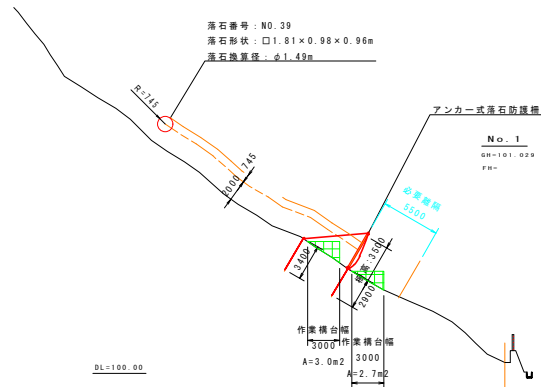 落石番号：NO.39
落石形状：□1.81×0.98×0.96m
落石換算径：φ1.49m
R=745
アンカー式落石防護柵
No. 1
GH=101.029
FH=
745
2000
必要離隔
5500
柵高:3500
3400
2900
作業構台幅
3000
A=3.0m2
作業構台幅
3000
A=2.7m2
DL=100.00